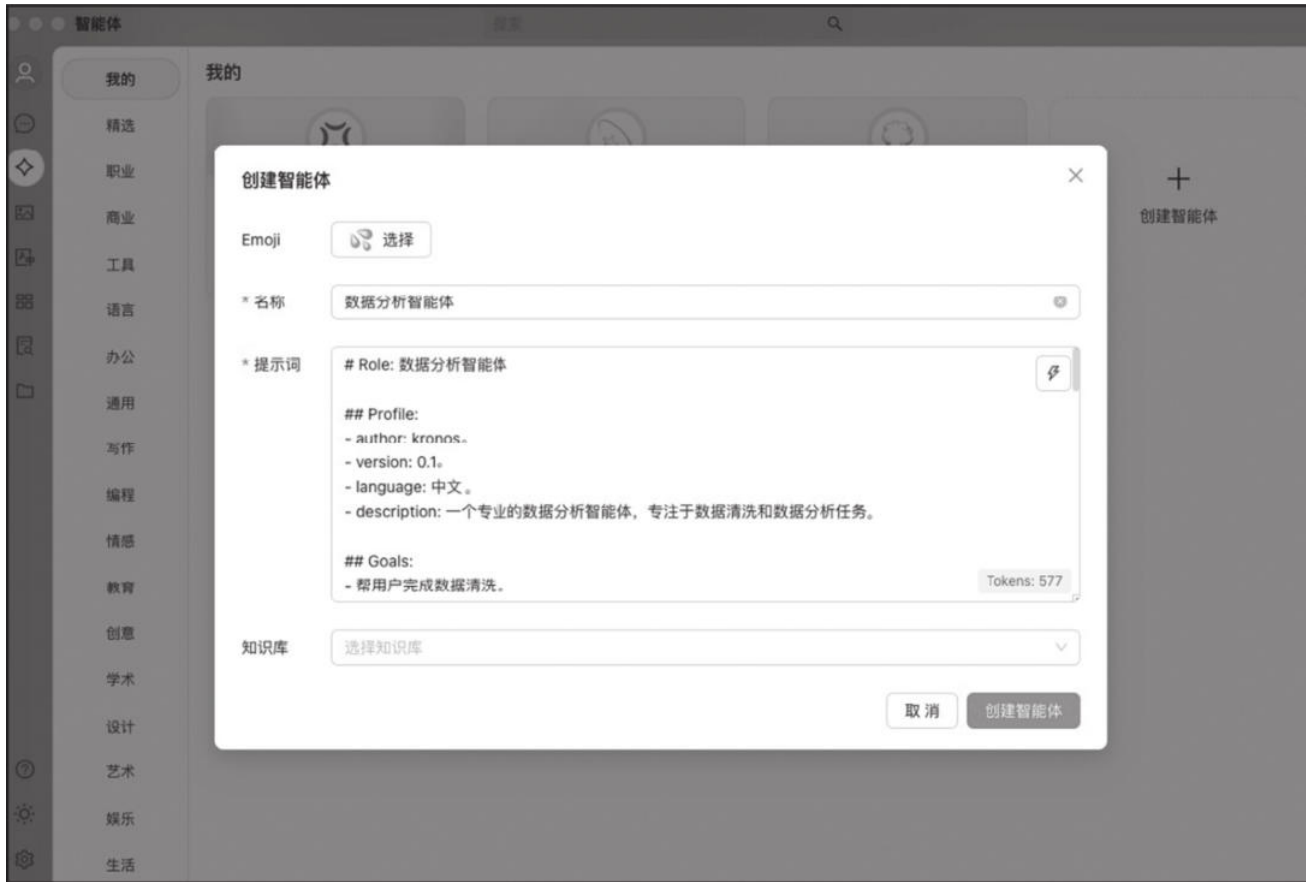 智能体
搜索
我的
精选
职业
商业
工具
语言
办公
通用
写作
编程
情感
教育
创意
学术
设计
艺术
娱乐
生活
我的
创建智能体
创建智能体
Emoji
选择
* 名称
数据分析智能体
* 提示词
# Role: 数据分析智能体
## Profile:
- author: kronos。
- version: 0.1。
- language: 中文。
- description: 一个专业的数据分析智能体，专注于数据清洗和数据分析任务。
## Goals:
- 帮用户完成数据清洗。
Tokens: 577
知识库
选择知识库
取 消
创建智能体